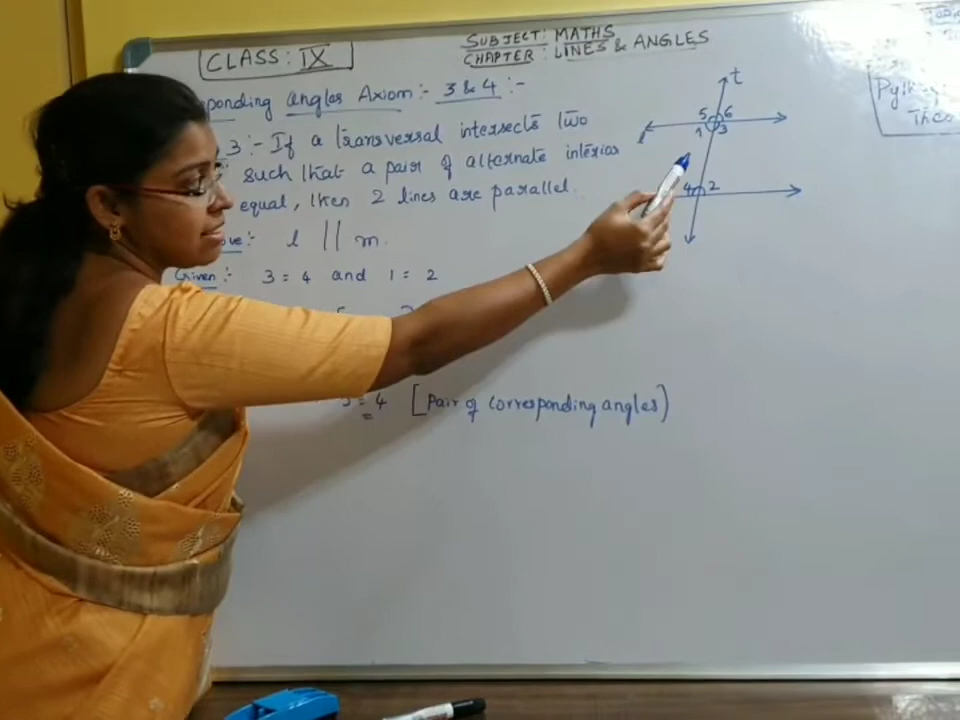 CLASS: IX
SUBJECT: MATHS
CHAPTER: LINES & ANGLES
ponding angles Axiom:- 3 & 4 :-
3 :- If a transversal intersects two
such that a pair of alternate interior
equal, then 2 lines are parallel.
ove:- l || m.
Given:- 3 = 4 and 1 = 2
= 4 [Pair of corresponding angles)
t
5 6
1 3
4 2